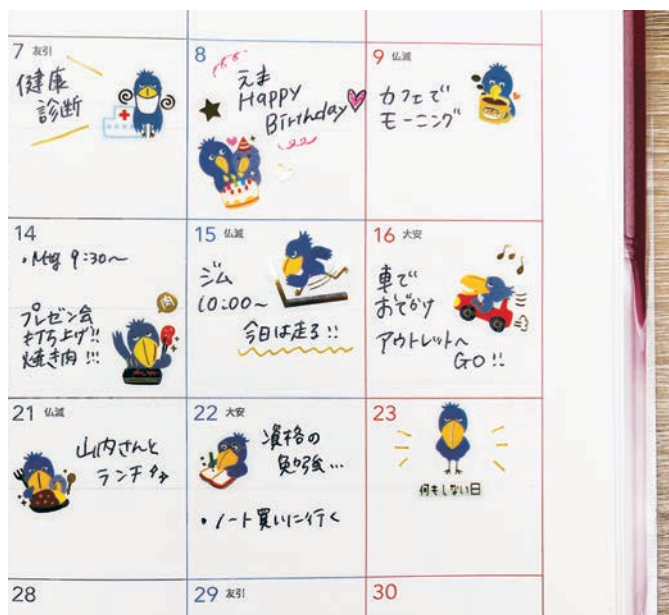 7 友引
健康
診断
8
えま
Happy
Birthday
9 仏滅
カフェで
モーニング
14
・Mtg 9:30〜
プレゼン会
打ち上げ!!
焼き肉!!!
肉
15 仏滅
ジム
10:00〜
今日は走る!!
16 大安
車で
おでかけ
アウトレットへ
GO!!
21 仏滅
山内さんと
ランチ
22 大安
資格の
勉強…
・ノート買いに行く
23
何もしない日
28
29 友引
30